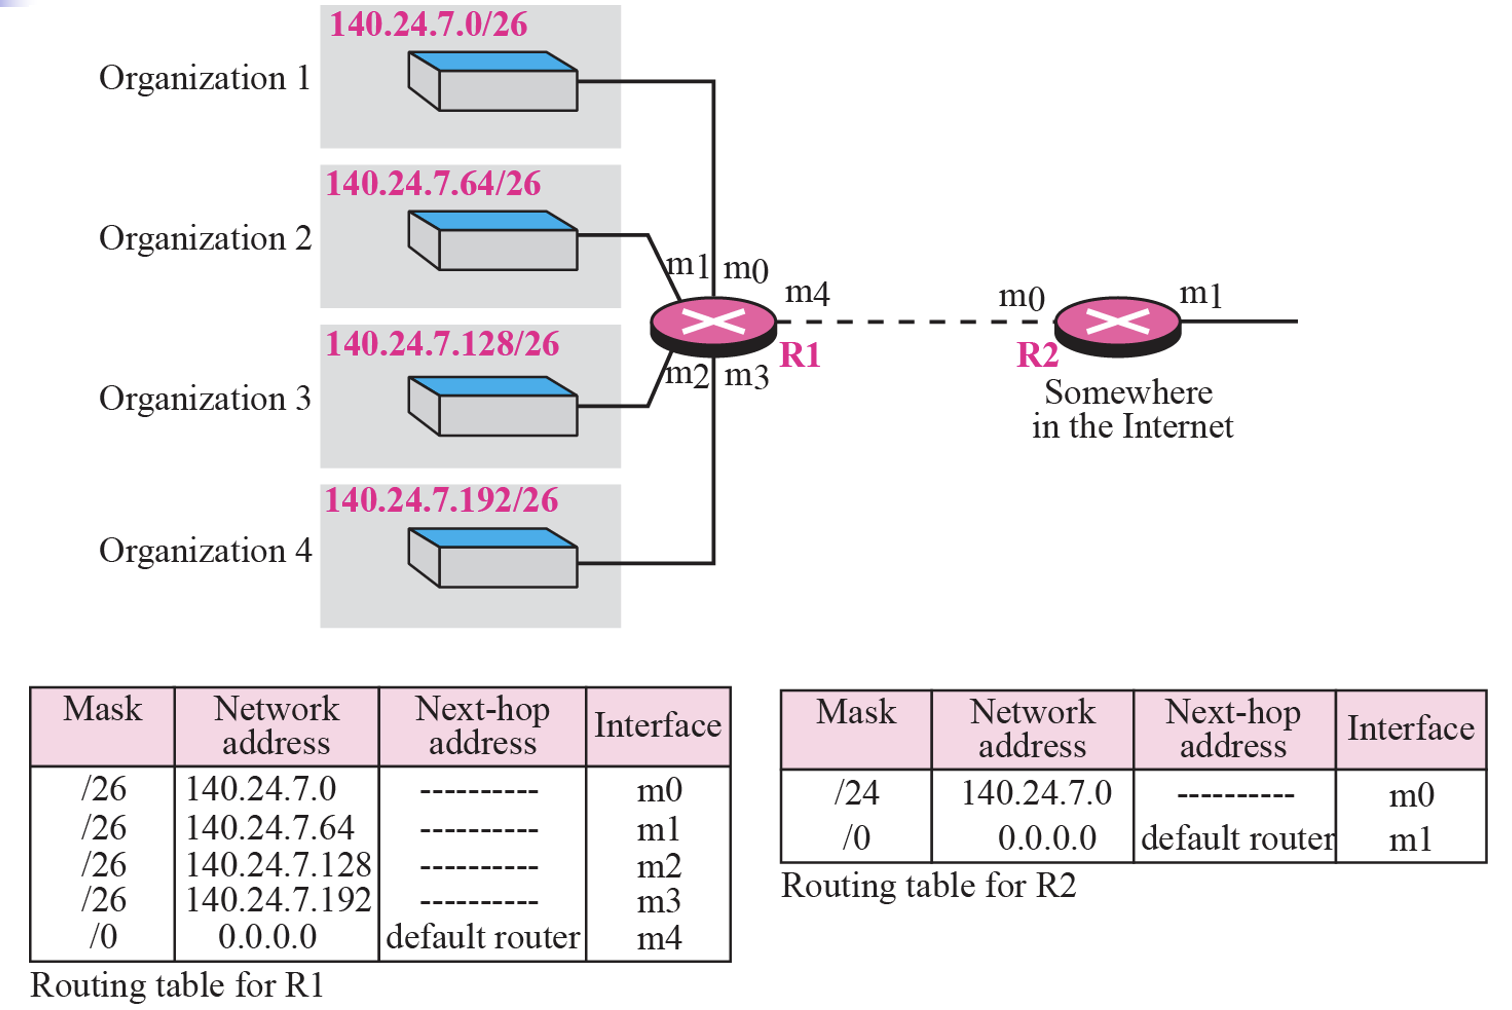 140.24.7.0/26
Organization 1
140.24.7.64/26
Organization 2
m1 m0
m4
m0
m1
140.24.7.128/26
R1
R2
m2 m3
Organization 3
Somewhere
in the Internet
140.24.7.192/26
Organization 4
Mask Network address Next-hop address Interface
/26 140.24.7.0 ---------- m0
/26 140.24.7.64 ---------- m1
/26 140.24.7.128 ---------- m2
/26 140.24.7.192 ---------- m3
/0 0.0.0.0 default router m4
Routing table for R1
Mask Network address Next-hop address Interface
/24 140.24.7.0 ---------- m0
/0 0.0.0.0 default router m1
Routing table for R2